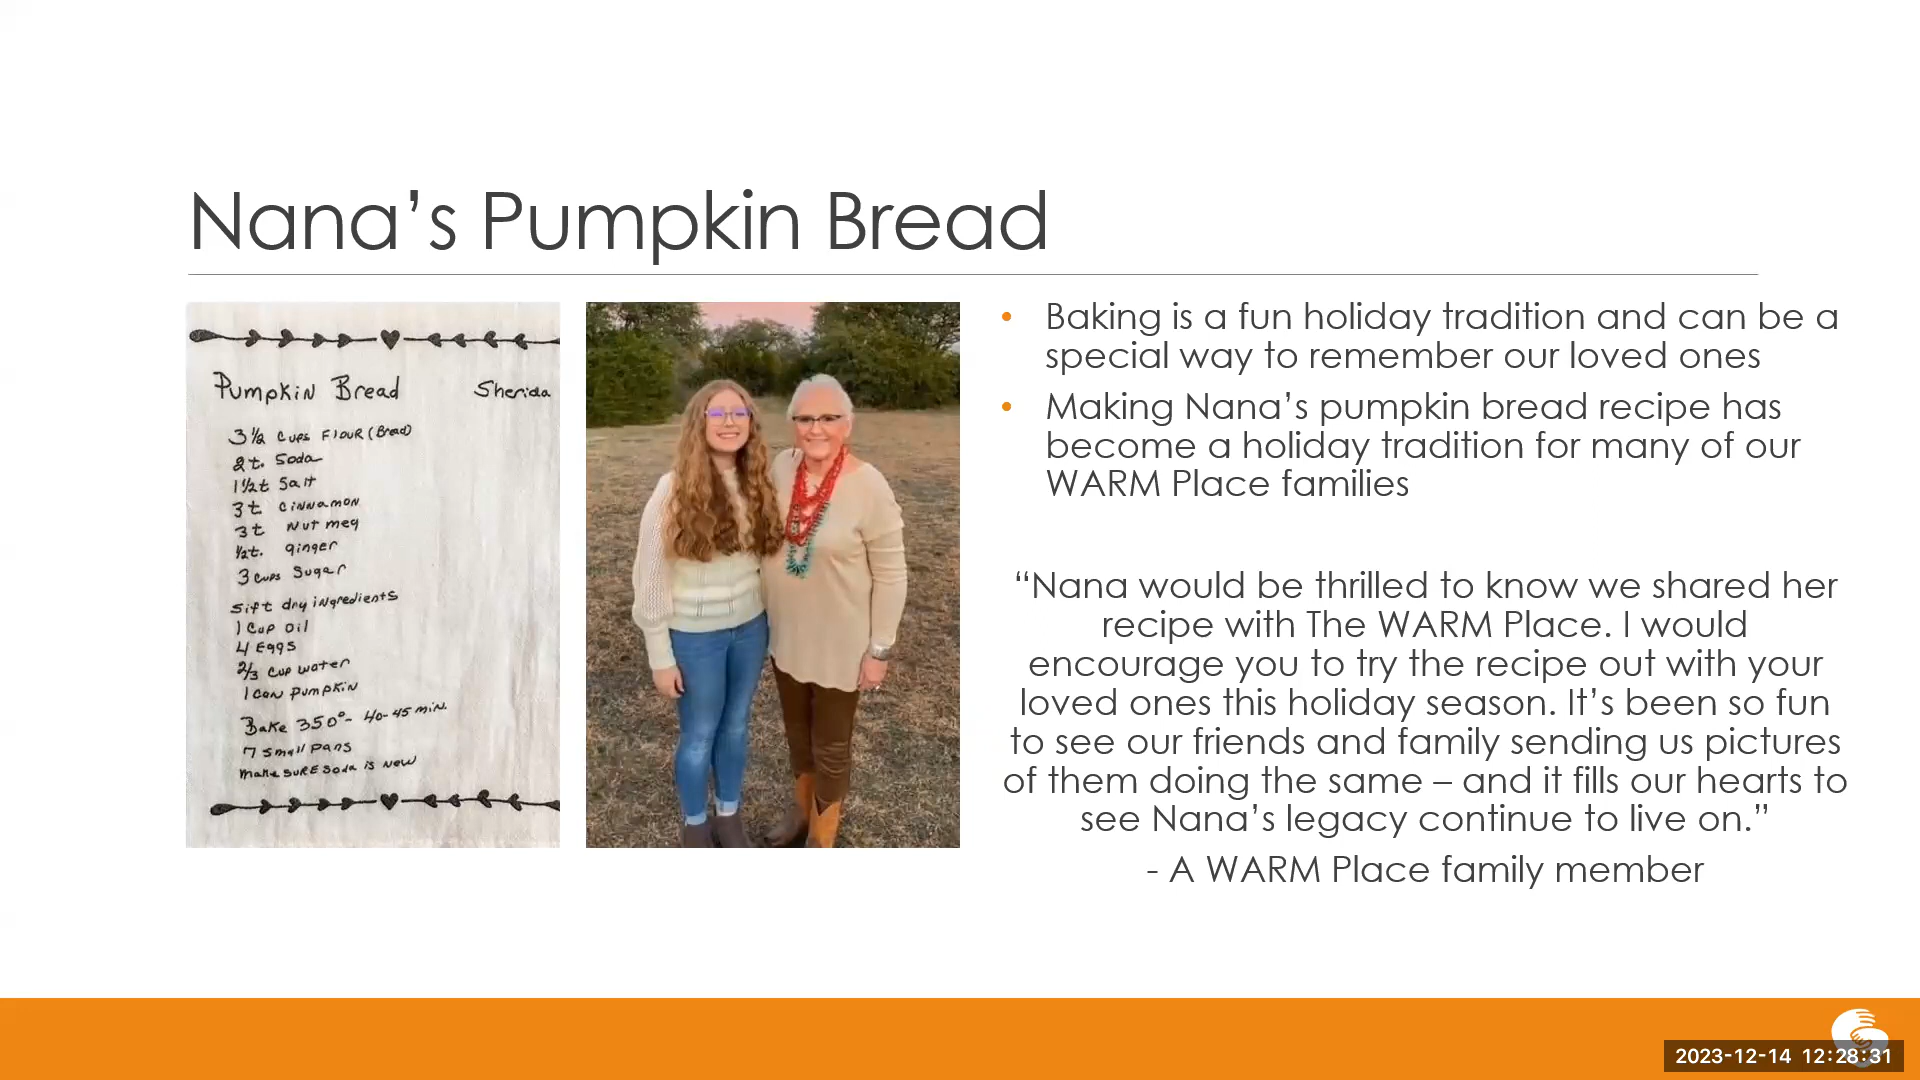 Nana’s Pumpkin Bread
Pumpkin Bread Sherida
3 1/2 cups Flour (Bread)
2 t. Soda
1 1/2 t Salt
3 t. cinnamon
3 t nutmeg
1/2 t. ginger
3 cups Sugar
Sift dry ingredients
1 cup oil
4 Eggs
2/3 cup water
1 can pumpkin
Bake 350°- 40-45 min.
7 small pans
make sure Soda is new
• Baking is a fun holiday tradition and can be a
special way to remember our loved ones
• Making Nana’s pumpkin bread recipe has
become a holiday tradition for many of our
WARM Place families
“Nana would be thrilled to know we shared her
recipe with The WARM Place. I would
encourage you to try the recipe out with your
loved ones this holiday season. It’s been so fun
to see our friends and family sending us pictures
of them doing the same – and it fills our hearts to
see Nana’s legacy continue to live on.”
- A WARM Place family member
2023-12-14 12:28:31